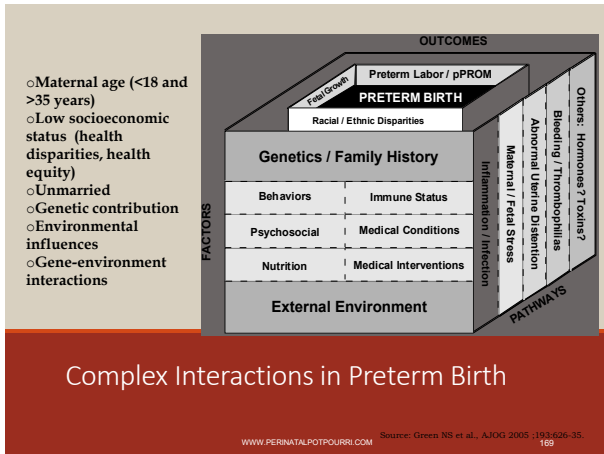 oMaternal age (<18 and
>35 years)
oLow socioeconomic
status (health
disparities, health
equity)
oUnmarried
oGenetic contribution
oEnvironmental
influences
oGene-environment
interactions
OUTCOMES
Fetal Growth
Preterm Labor / pPROM
PRETERM BIRTH
Racial / Ethnic Disparities
FACTORS
Genetics / Family History
Behaviors
Immune Status
Psychosocial
Medical Conditions
Nutrition
Medical Interventions
External Environment
Inflammation / Infection
Maternal / Fetal Stress
Abnormal Uterine Distention
Bleeding / Thrombophilias
Others: Hormones? Toxins?
PATHWAYS
Complex Interactions in Preterm Birth
Source: Green NS et al., AJOG 2005 ;193:626-35.
WWW.PERINATALPOTPOURRI.COM
169